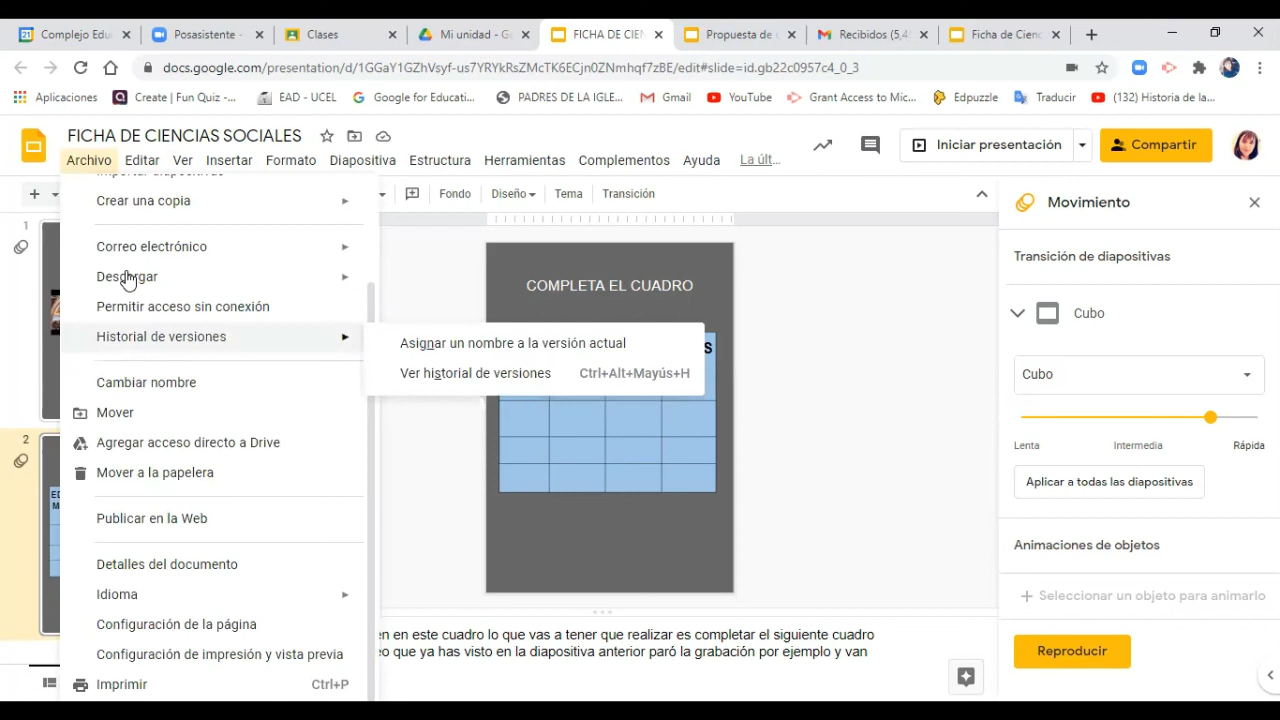 Complejo Edu
Posasistente -
Clases
Mi unidad - Go
FICHA DE CIEN
Propuesta de
Recibidos (5,4
Ficha de Cienc
docs.google.com/presentation/d/1GGaY1GZhVsyf-us7YRYkRsZMcTK6ECjn0ZNmhqf7zBE/edit#slide=id.gb22c0957c4_0_3
Aplicaciones
Create | Fun Quiz -...
EAD - UCEL
Google for Educati...
PADRES DE LA IGLE...
Gmail
YouTube
Grant Access to Mic...
Edpuzzle
Traducir
(132) Historia de la...
FICHA DE CIENCIAS SOCIALES
Archivo Editar Ver Insertar Formato Diapositiva Estructura Herramientas Complementos Ayuda La últ...
Iniciar presentación
Compartir
Importar diapositivas
Fondo Diseño Tema Transición
Crear una copia
Correo electrónico
Descargar
Permitir acceso sin conexión
Historial de versiones
Asignar un nombre a la versión actual
Ver historial de versiones Ctrl+Alt+Mayús+H
Cambiar nombre
Mover
Agregar acceso directo a Drive
Mover a la papelera
Publicar en la Web
Detalles del documento
Idioma
Configuración de la página
Configuración de impresión y vista previa
Imprimir Ctrl+P
1
2
ED
M
COMPLETA EL CUADRO
S
en en este cuadro lo que vas a tener que realizar es completar el siguiente cuadro
eo que ya has visto en la diapositiva anterior paró la grabación por ejemplo y van
Movimiento
Transición de diapositivas
Cubo
Cubo
Lenta Intermedia Rápida
Aplicar a todas las diapositivas
Animaciones de objetos
Seleccionar un objeto para animarlo
Reproducir